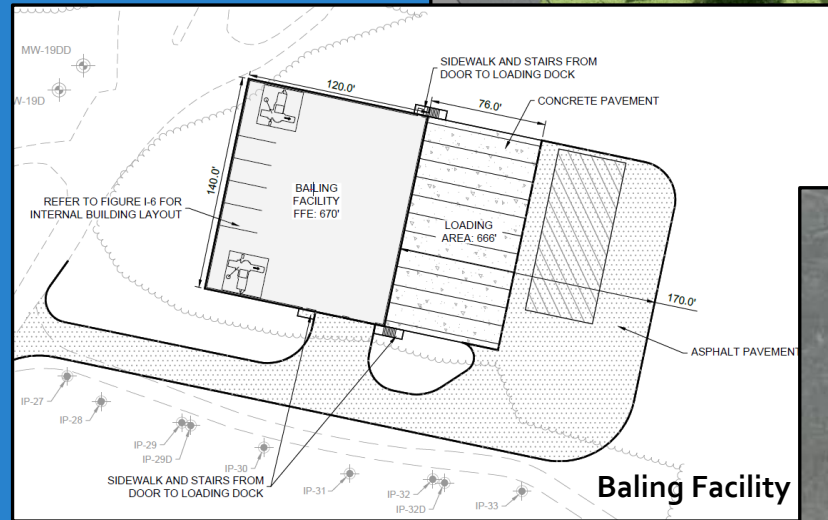 MW-19DD
W-19D
120.0'
SIDEWALK AND STAIRS FROM
DOOR TO LOADING DOCK
76.0'
CONCRETE PAVEMENT
140.0'
REFER TO FIGURE I-6 FOR
INTERNAL BUILDING LAYOUT
BAILING
FACILITY
FFE: 670'
LOADING
AREA: 666'
170.0'
ASPHALT PAVEMENT
IP-27
IP-28
IP-29
IP-29D
IP-30
SIDEWALK AND STAIRS FROM
DOOR TO LOADING DOCK
IP-31
IP-32
IP-32D
IP-33
Baling Facility